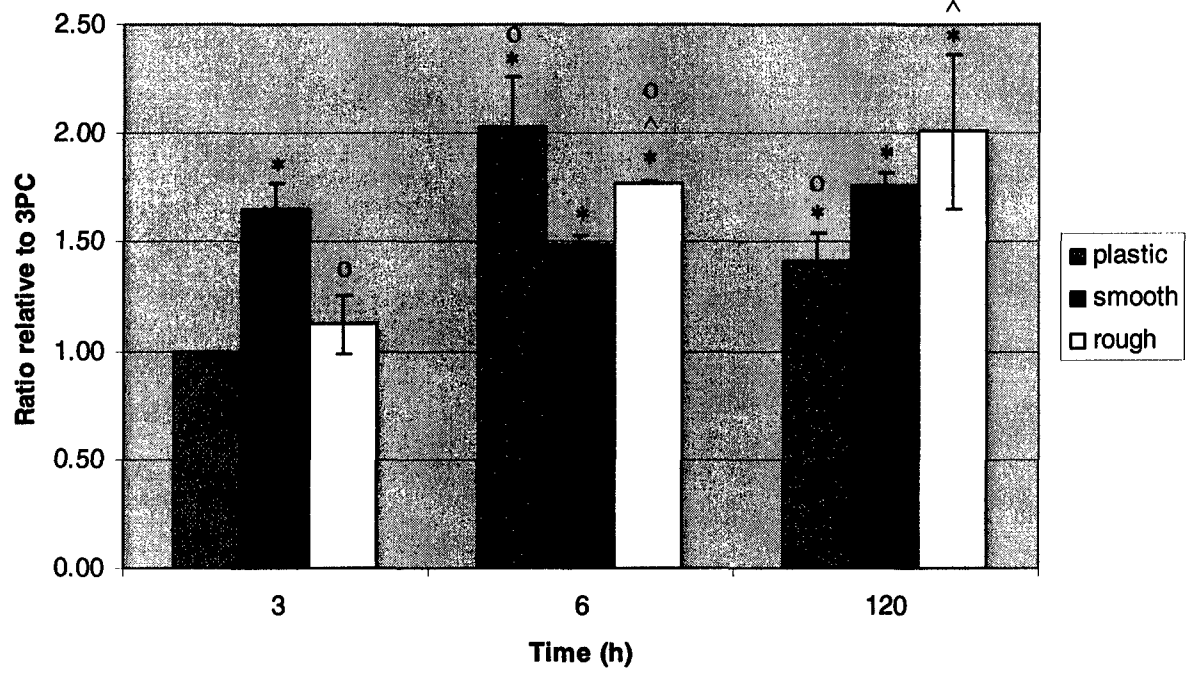 ^
2.50
o
*
*
2.00
o
^
*
*
*
o
*
*
1.50
o
1.00
0.50
0.00
3
6
120
Time (h)
Ratio relative to 3PC
plastic
smooth
rough